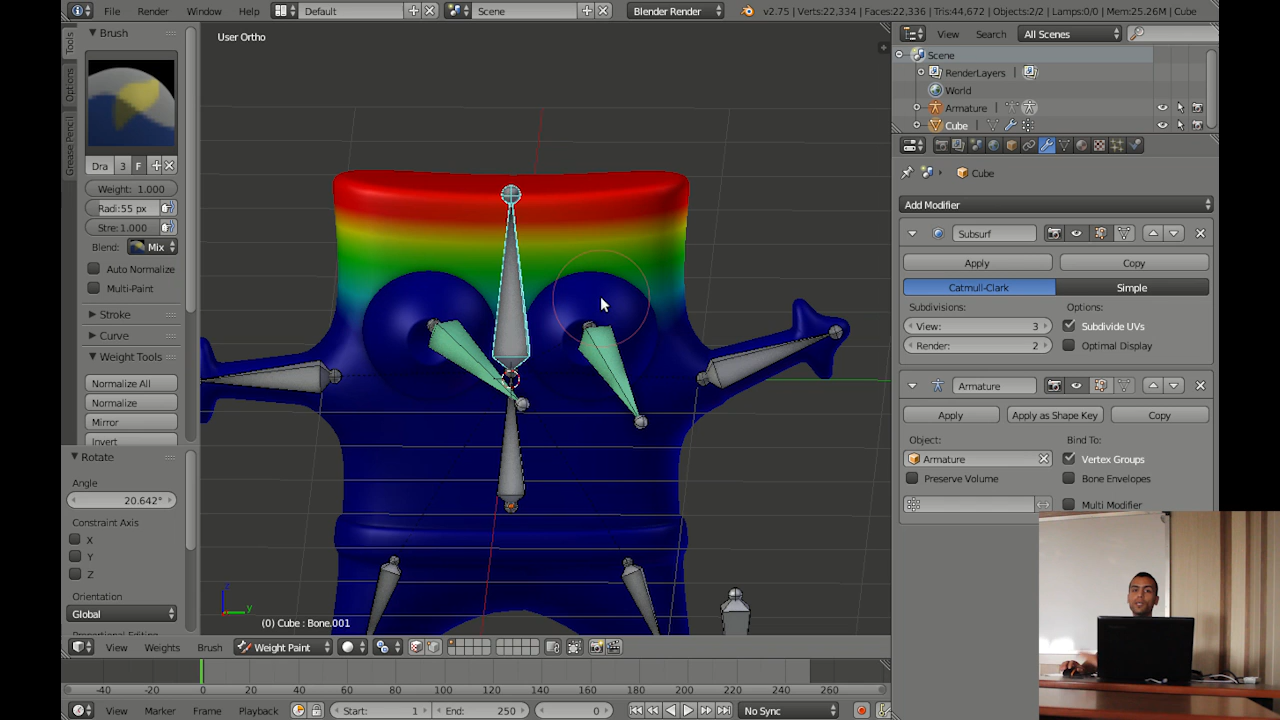 File Render Window Help Default Scene Blender Render v2.75 | Verts:22,334 | Faces:22,336 | Tris:44,672 | Objects:2/2 | Lamps:0/0 | Mem:25.26M | Cube
Tools
Options
Grease Pencil
Brush
Dra 3 F
Weight: 1.000
Radi:55 px
Stre:1.000
Blend: Mix
Auto Normalize
Multi-Paint
Stroke
Curve
Weight Tools
Normalize All
Normalize
Mirror
Invert
Rotate
Angle
20.642°
Constraint Axis
X
Y
Z
Orientation
Global
Proportional Editing
User Ortho
z
y
(0) Cube : Bone.001
View Weights Brush Weight Paint
-40 -20 0 20 40 60 80 100 120 140 160 180 200 220 240 260
View Marker Frame Playback Start: 1 End: 250 0 No Sync
View Search All Scenes
Scene
RenderLayers
World
Armature
Cube
Cube
Add Modifier
Subsurf
Apply Copy
Catmull-Clark Simple
Subdivisions: Options:
View: 3 Subdivide UVs
Render: 2 Optimal Display
Armature
Apply Apply as Shape Key Copy
Object: Bind To:
Armature Vertex Groups
Preserve Volume Bone Envelopes
Multi Modifier